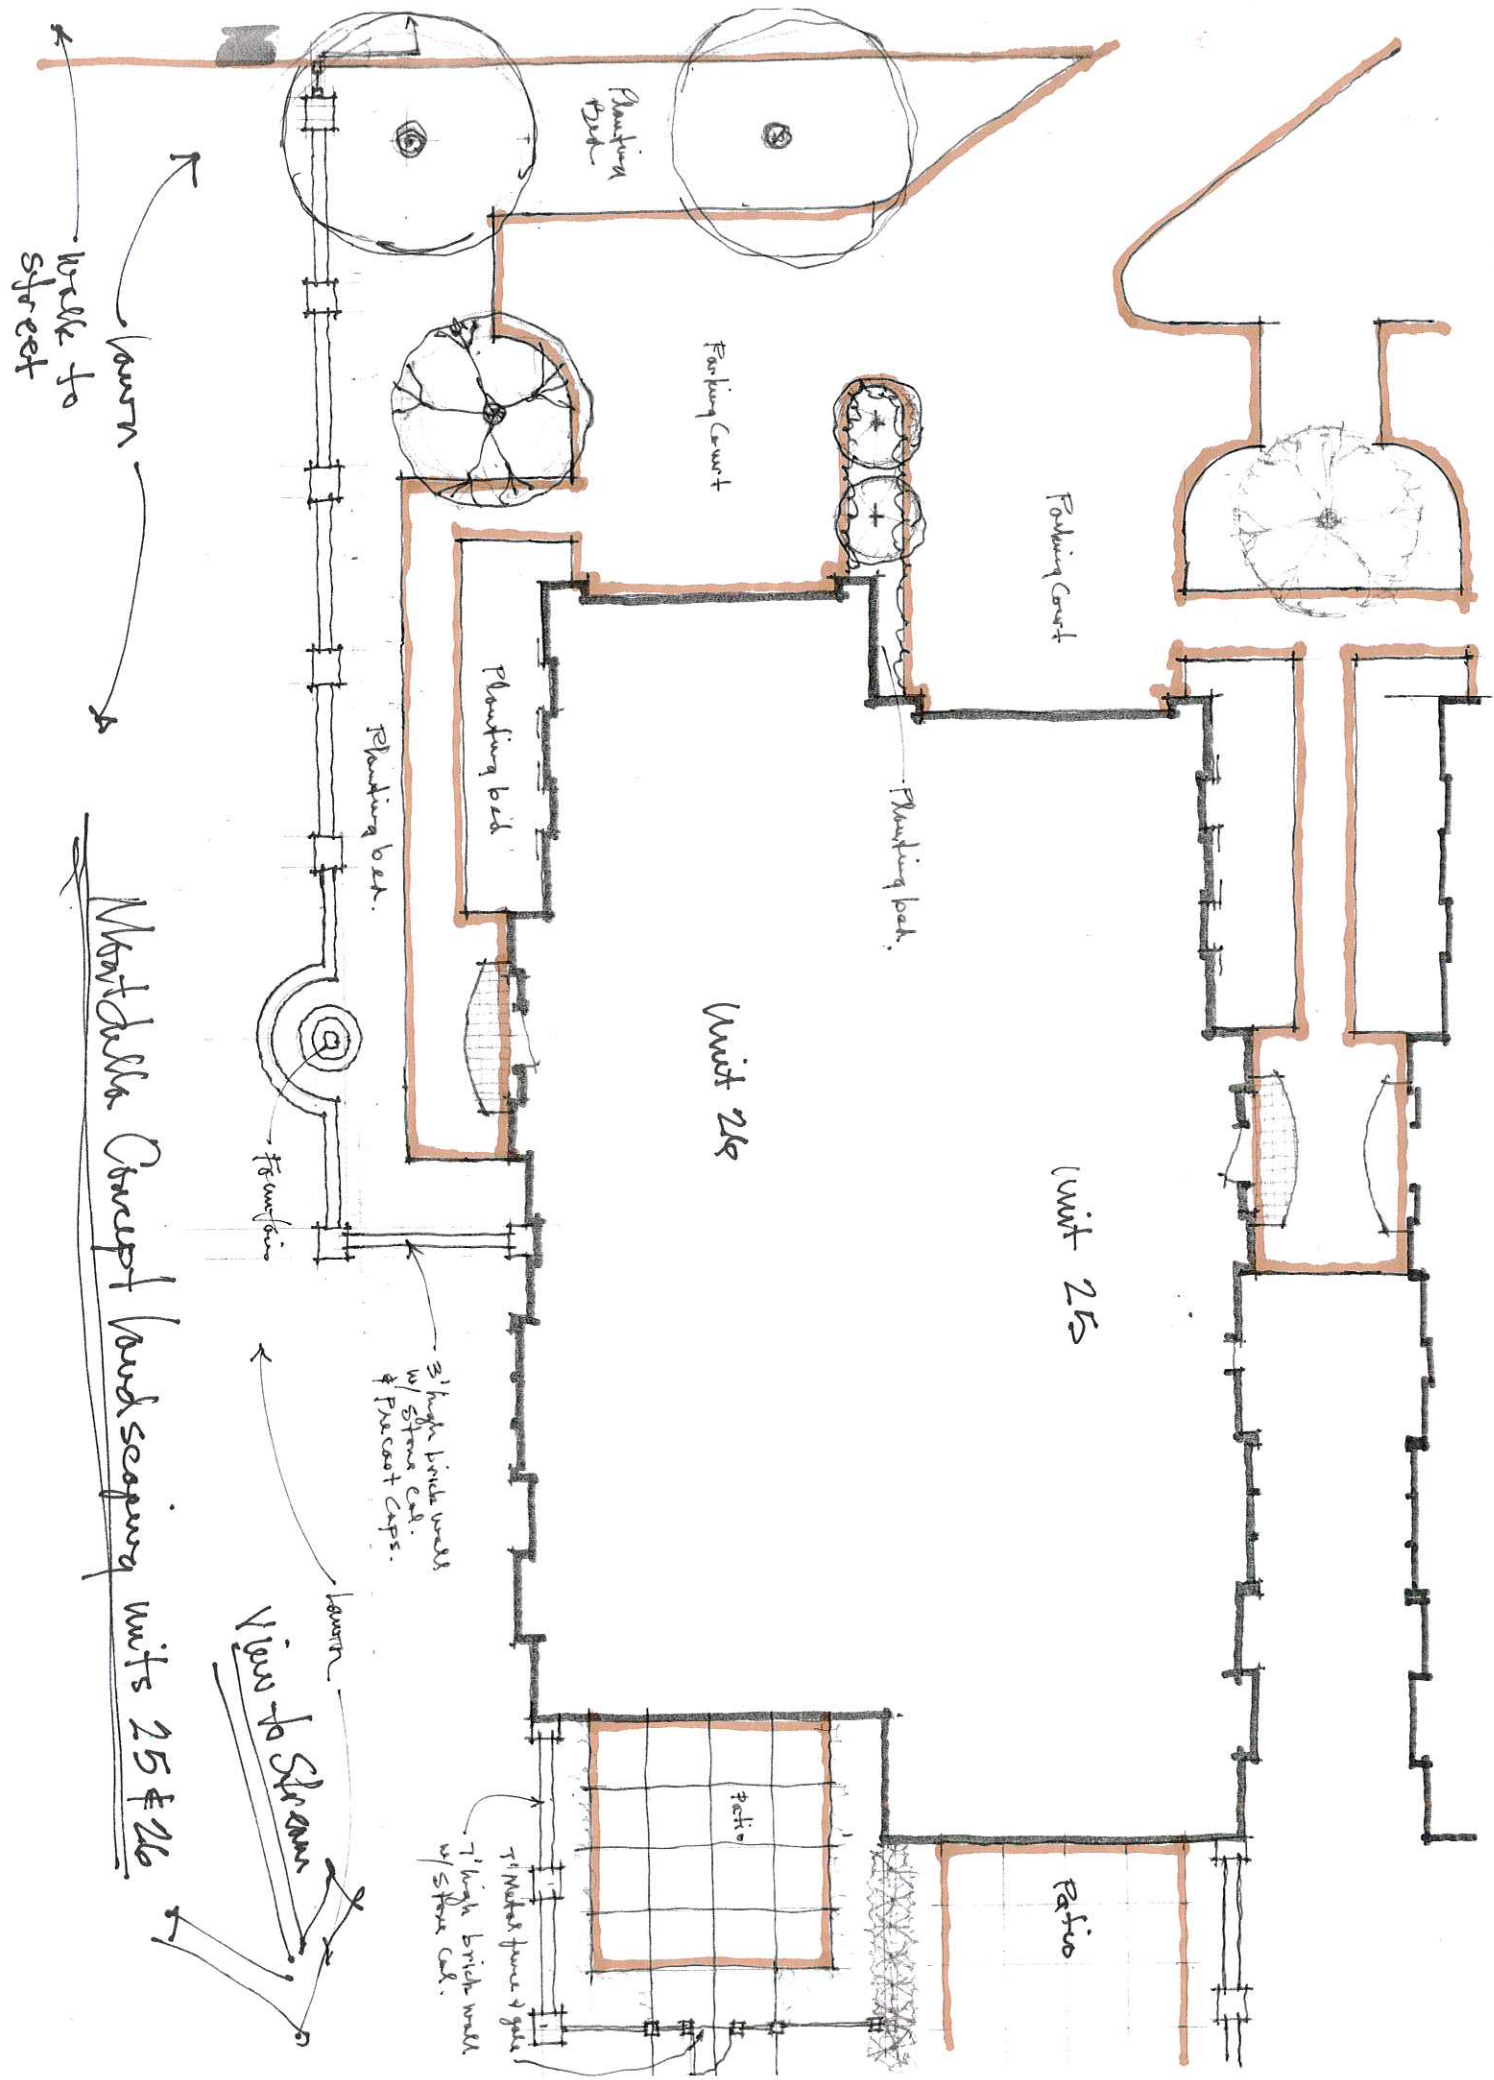 Planting
Bed
Walk to
street
lawn
Parking Court
Parking Court
Planting bed
Planting bed.
Planting bed.
Unit 26
Unit 25
Fountain
3' high brick wall
w/ stone col.
& Precast caps.
Lawn
View to Stream
Patio
Patio
7' Metal fence & gate
7' high brick wall
w/ stone col.
Concept landscaping units 25 & 26